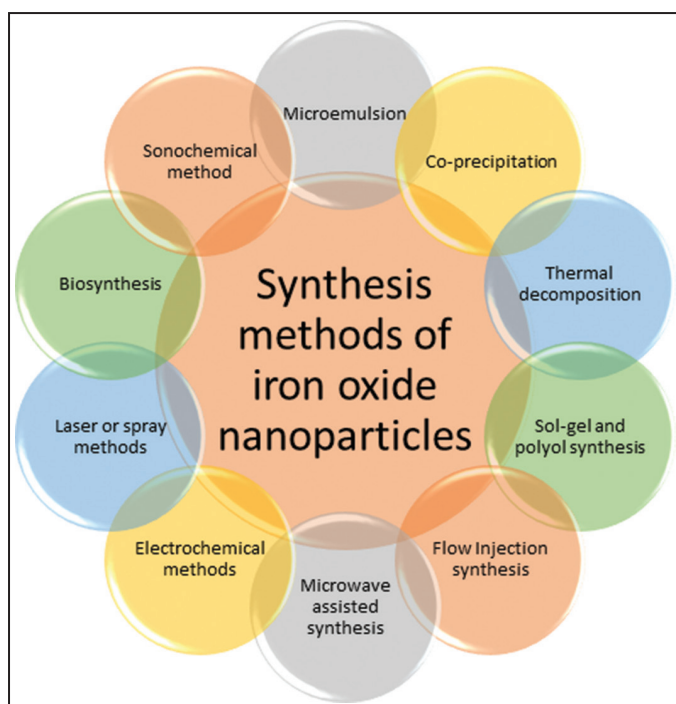 Microemulsion
Co-precipitation
Thermal
decomposition
Sol-gel and
polyol synthesis
Flow Injection
synthesis
Microwave
assisted
synthesis
Electrochemical
methods
Laser or spray
methods
Biosynthesis
Sonochemical
method
Synthesis
methods of
iron oxide
nanoparticles